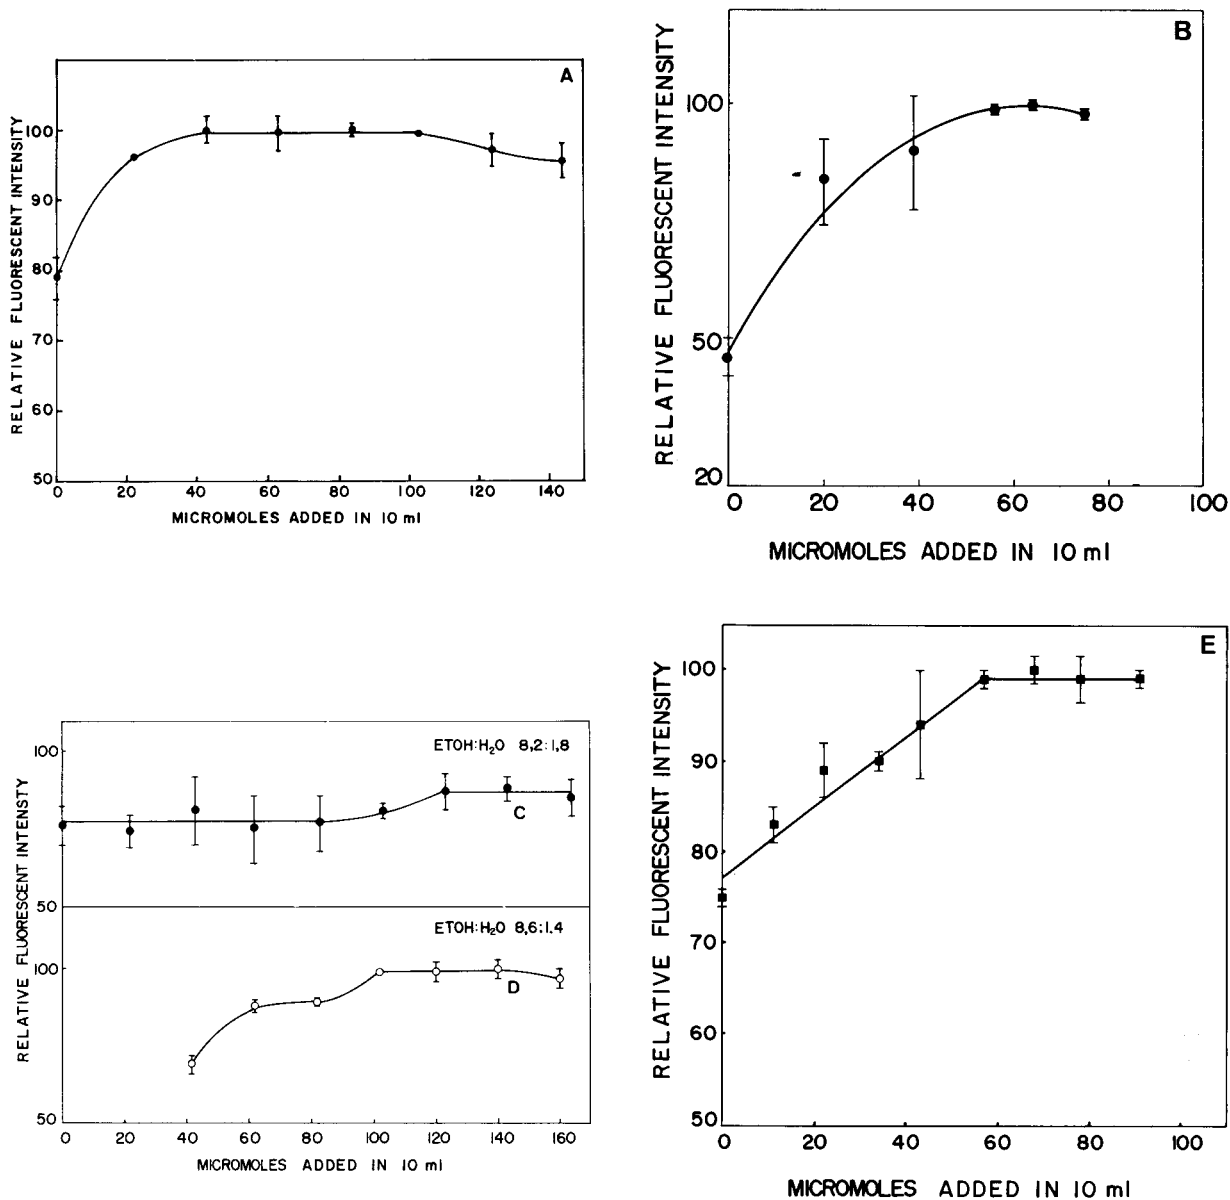 A
RELATIVE FLUORESCENT INTENSITY
100
90
80
70
60
50
0 20 40 60 80 100 120 140
MICROMOLES ADDED IN 10 ml
B
RELATIVE FLUORESCENT INTENSITY
100
50
20
0 20 40 60 80 100
MICROMOLES ADDED IN 10 ml
RELATIVE FLUORESCENT INTENSITY
100
ETOH:H₂O 8,2:1,8
C
50
ETOH:H₂O 8,6:1.4
100
D
50
0 20 40 60 80 100 120 140 160
MICROMOLES ADDED IN 10 ml
E
RELATIVE FLUORESCENT INTENSITY
100
90
80
70
60
50
0 20 40 60 80 100
MICROMOLES ADDED IN 10 ml